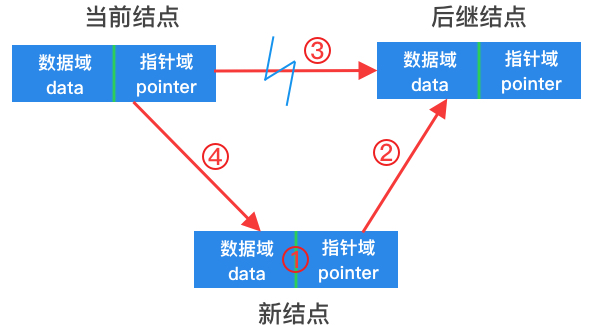 当前结点
后继结点
数据域
data
指针域
pointer
③
数据域
data
指针域
pointer
④
②
数据域
data
①
指针域
pointer
新结点